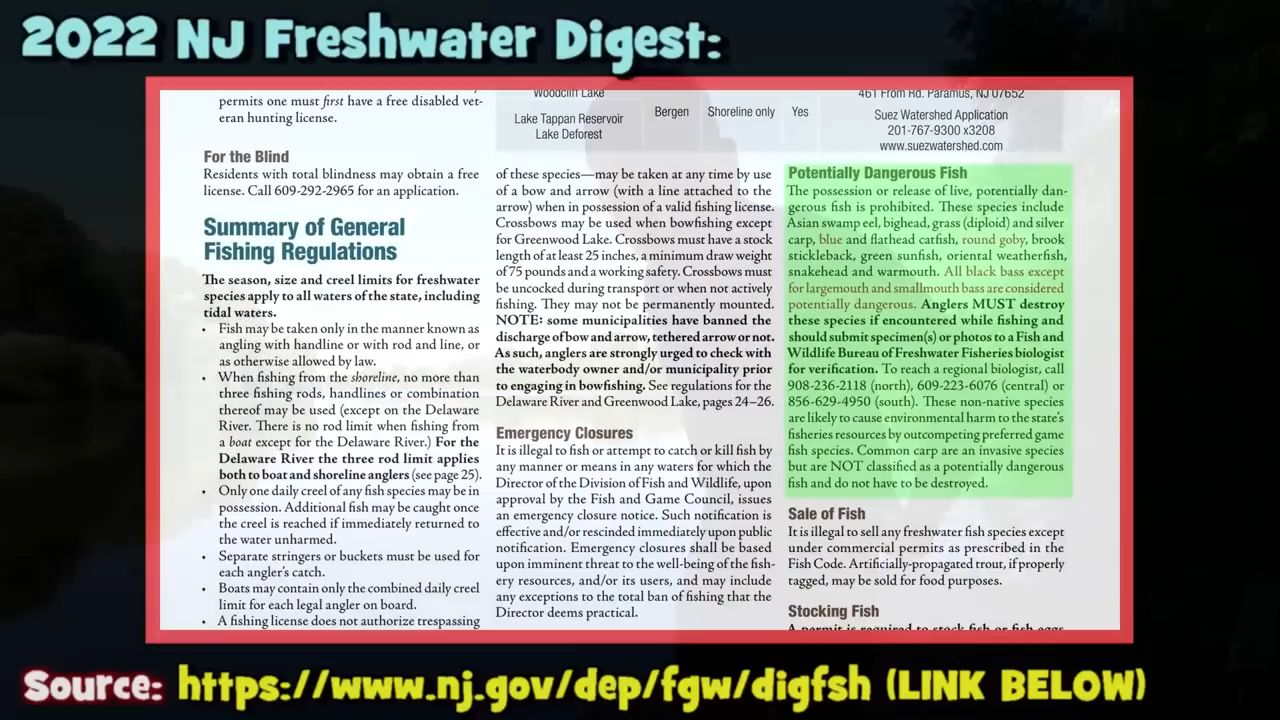 2022 NJ Freshwater Digest:
permits one must first have a free disabled vet-
eran hunting license.
For the Blind
Residents with total blindness may obtain a free
license. Call 609-292-2965 for an application.
Summary of General
Fishing Regulations
The season, size and creel limits for freshwater
species apply to all waters of the state, including
tidal waters.
• Fish may be taken only in the manner known as
angling with handline or with rod and line, or
as otherwise allowed by law.
• When fishing from the shoreline, no more than
three fishing rods, handlines or combination
thereof may be used (except on the Delaware
River. There is no rod limit when fishing from
a boat except for the Delaware River.) For the
Delaware River the three rod limit applies
both to boat and shoreline anglers (see page 25).
• Only one daily creel of any fish species may be in
possession. Additional fish may be caught once
the creel is reached if immediately returned to
the water unharmed.
• Separate stringers or buckets must be used for
each angler's catch.
• Boats may contain only the combined daily creel
limit for each legal angler on board.
• A fishing license does not authorize trespassing
Woodcliff Lake
Lake Tappan Reservoir
Lake Deforest
Bergen
Shoreline only
Yes
461 From Rd. Paramus, NJ 07652
Suez Watershed Application
201-767-9300 x3208
www.suezwatershed.com
of these species—may be taken at any time by use
of a bow and arrow (with a line attached to the
arrow) when in possession of a valid fishing license.
Crossbows may be used when bowfishing except
for Greenwood Lake. Crossbows must have a stock
length of at least 25 inches, a minimum draw weight
of 75 pounds and a working safety. Crossbows must
be uncocked during transport or when not actively
fishing. They may not be permanently mounted.
NOTE: some municipalities have banned the
discharge of bow and arrow, tethered arrow or not.
As such, anglers are strongly urged to check with
the waterbody owner and/or municipality prior
to engaging in bowfishing. See regulations for the
Delaware River and Greenwood Lake, pages 24–26.
Emergency Closures
It is illegal to fish or attempt to catch or kill fish by
any manner or means in any waters for which the
Director of the Division of Fish and Wildlife, upon
approval by the Fish and Game Council, issues
an emergency closure notice. Such notification is
effective and/or rescinded immediately upon public
notification. Emergency closures shall be based
upon imminent threat to the well-being of the fish-
ery resources, and/or its users, and may include
any exceptions to the total ban of fishing that the
Director deems practical.
Potentially Dangerous Fish
The possession or release of live, potentially dan-
gerous fish is prohibited. These species include
Asian swamp eel, bighead, grass (diploid) and silver
carp, blue and flathead catfish, round goby, brook
stickleback, green sunfish, oriental weatherfish,
snakehead and warmouth. All black bass except
for largemouth and smallmouth bass are considered
potentially dangerous. Anglers MUST destroy
these species if encountered while fishing and
should submit specimen(s) or photos to a Fish and
Wildlife Bureau of Freshwater Fisheries biologist
for verification. To reach a regional biologist, call
908-236-2118 (north), 609-223-6076 (central) or
856-629-4950 (south). These non-native species
are likely to cause environmental harm to the state's
fisheries resources by outcompeting preferred game
fish species. Common carp are an invasive species
but are NOT classified as a potentially dangerous
fish and do not have to be destroyed.
Sale of Fish
It is illegal to sell any freshwater fish species except
under commercial permits as prescribed in the
Fish Code. Artificially-propagated trout, if properly
tagged, may be sold for food purposes.
Stocking Fish
A permit is required to stock fish or fish eggs
Source: https://www.nj.gov/dep/fgw/digfsh (LINK BELOW)